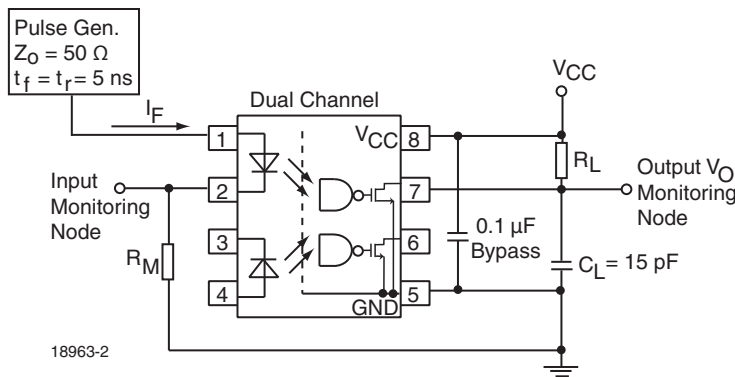 Pulse Gen.
Zo = 50 Ω
tf = tr = 5 ns
IF
Dual Channel
VCC
VCC
1
8
RL
Input
Monitoring
Node
2
7
Output VO
Monitoring
Node
3
6
0.1 µF
Bypass
RM
CL = 15 pF
4
5
GND
18963-2